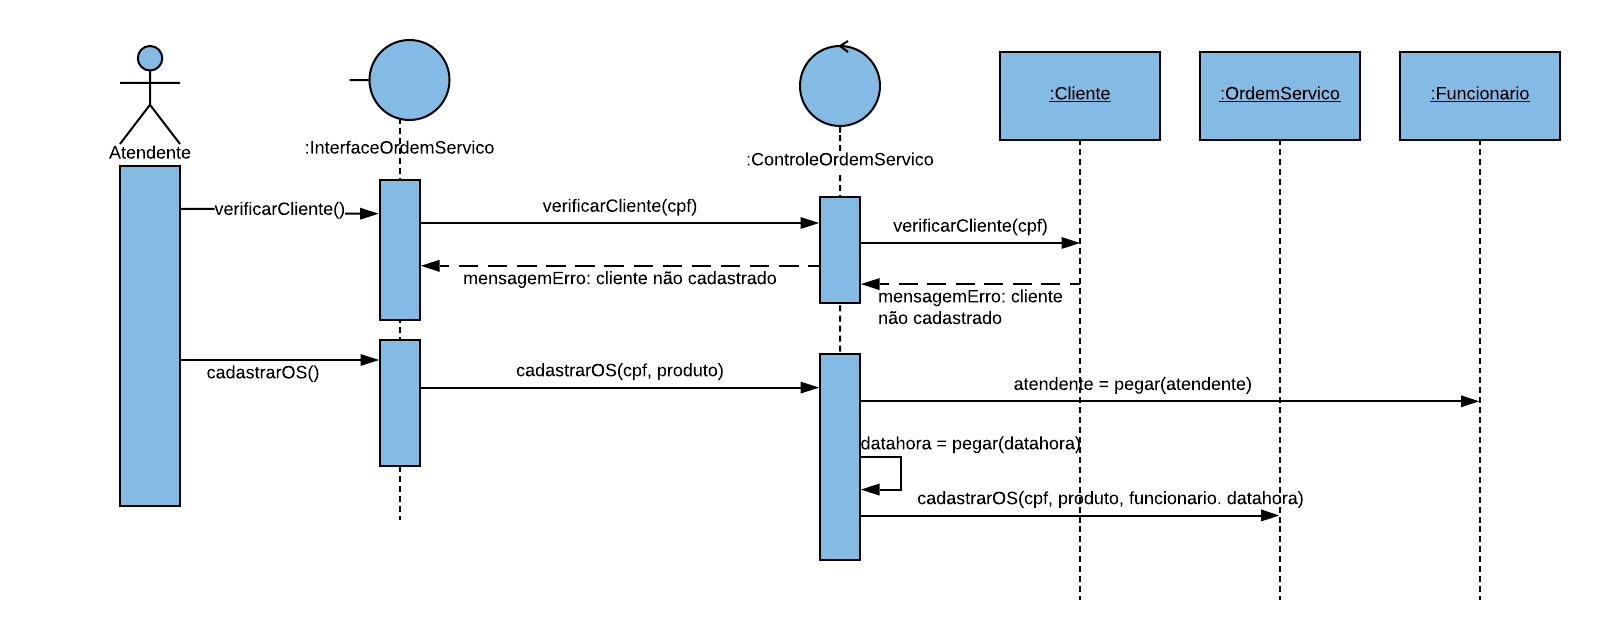 Atendente
:InterfaceOrdemServico
:ControleOrdemServico
:Cliente
:OrdemServico
:Funcionario
verificarCliente()
verificarCliente(cpf)
verificarCliente(cpf)
mensagemErro: cliente não cadastrado
mensagemErro: cliente
não cadastrado
cadastrarOS()
cadastrarOS(cpf, produto)
atendente = pegar(atendente)
datahora = pegar(datahora)
cadastrarOS(cpf, produto, funcionario. datahora)